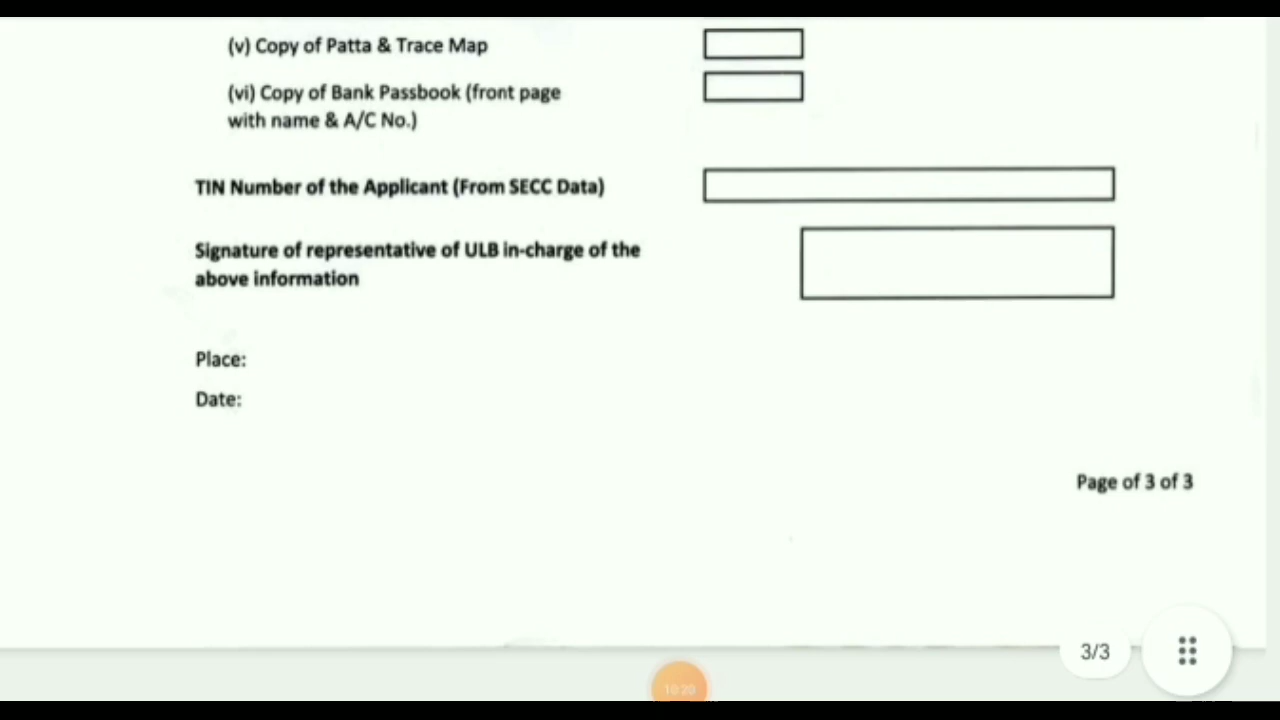 (v) Copy of Patta & Trace Map
(vi) Copy of Bank Passbook (front page
with name & A/C No.)
TIN Number of the Applicant (From SECC Data)
Signature of representative of ULB in-charge of the
above information
Place:
Date:
Page of 3 of 3
3/3
10:20